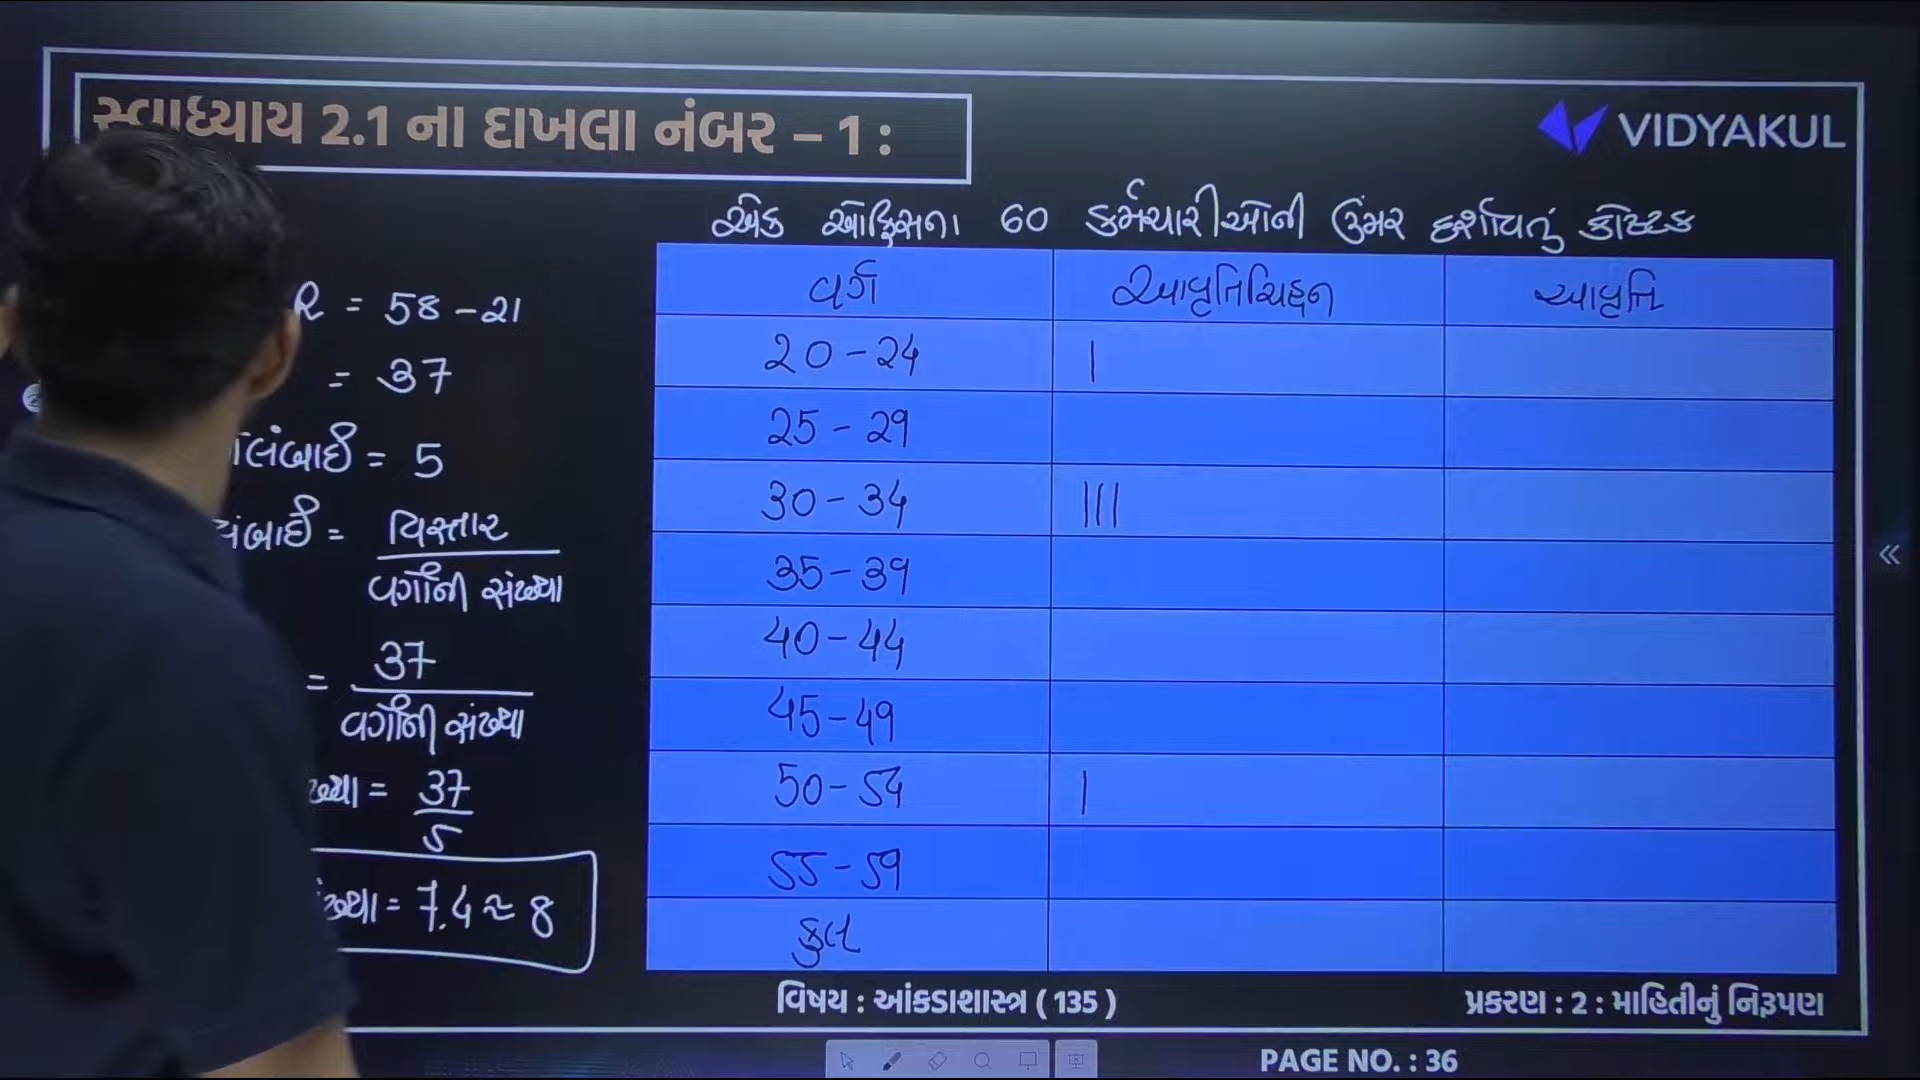 સ્વાધ્યાય 2.1 ના દાખલા નંબર – 1 :
VIDYAKUL
એક ઓફિસના 60 કર્મચારીઓની ઉંમર દર્શાવતું કોષ્ટક
R = 58 - 21
= 37
લંબાઈ = 5
લંબાઈ = વિસ્તાર
વર્ગોની સંખ્યા
= 37
વર્ગોની સંખ્યા
ખ્યા = 37
5
ખ્યા = 7.4 ≈ 8
વર્ગ આવૃત્તિચિહ્ન આવૃત્તિ
20 - 24 |
25 - 29
30 - 34 |||
35 - 39
40 - 44
45 - 49
50 - 54 |
55 - 59
કુલ
વિષય : આંકડાશાસ્ત્ર ( 135 )
પ્રકરણ : 2 : માહિતીનું નિરૂપણ
PAGE NO. : 36